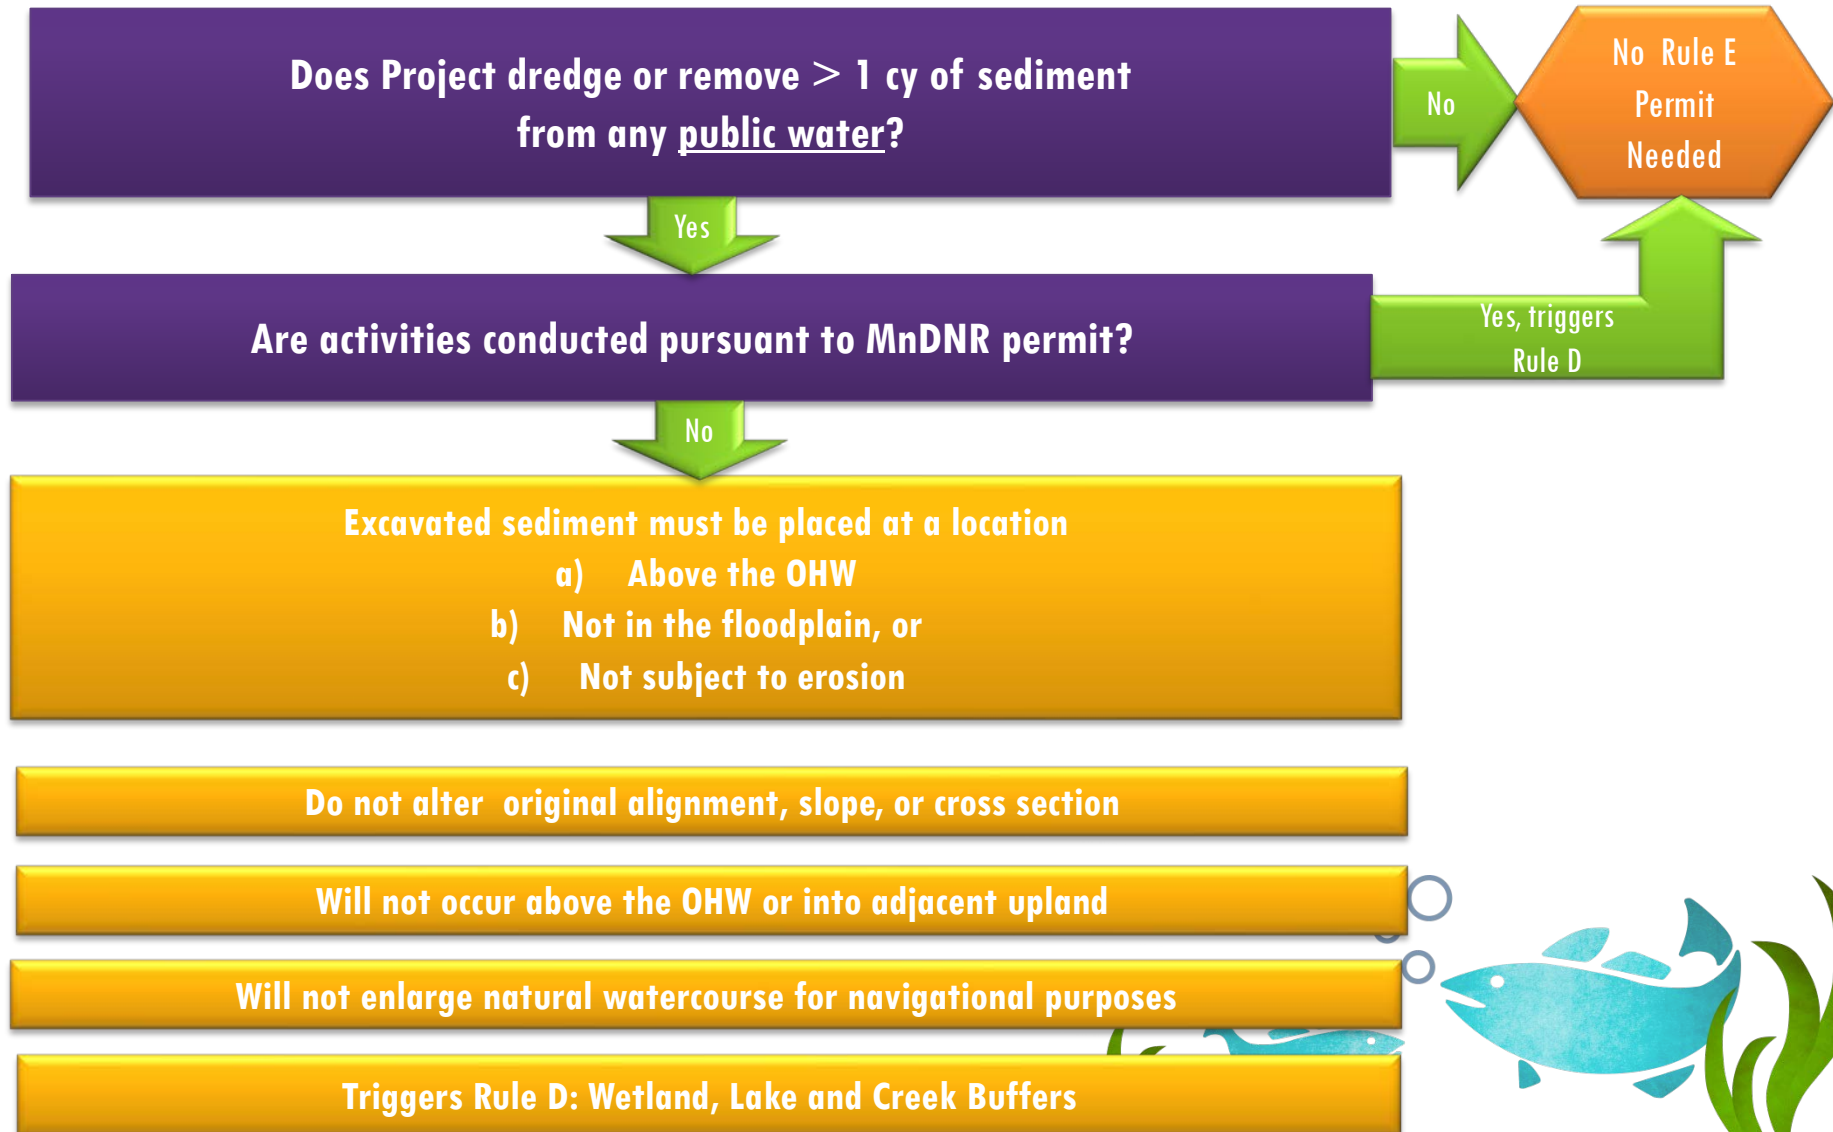 Does Project dredge or remove > 1 cy of sediment
from any public water?
No
No Rule E
Permit
Needed
Yes
Are activities conducted pursuant to MnDNR permit?
Yes, triggers
Rule D
No
Excavated sediment must be placed at a location
a) Above the OHW
b) Not in the floodplain, or
c) Not subject to erosion
Do not alter original alignment, slope, or cross section
Will not occur above the OHW or into adjacent upland
Will not enlarge natural watercourse for navigational purposes
Triggers Rule D: Wetland, Lake and Creek Buffers